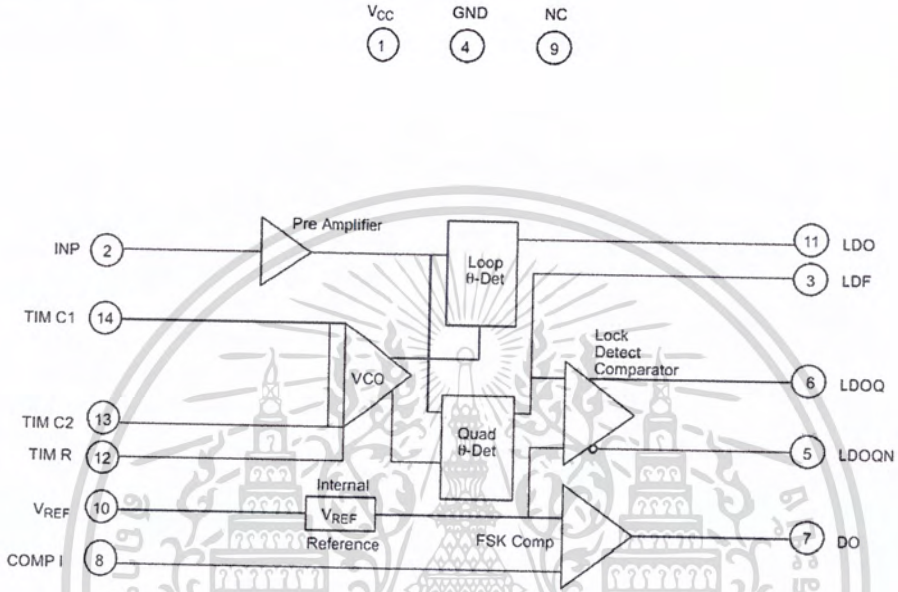 VCC GND NC
1 4 9
Pre Amplifier
INP 2
Loop
θ-Det
11 LDO
3 LDF
TIM C1 14
VCO
Lock
Detect
Comparator
6 LDOQ
TIM C2 13
Quad
θ-Det
TIM R 12
5 LDOQN
Internal
VREF 10
VREF
Reference
FSK Comp
7 DO
COMP I 8